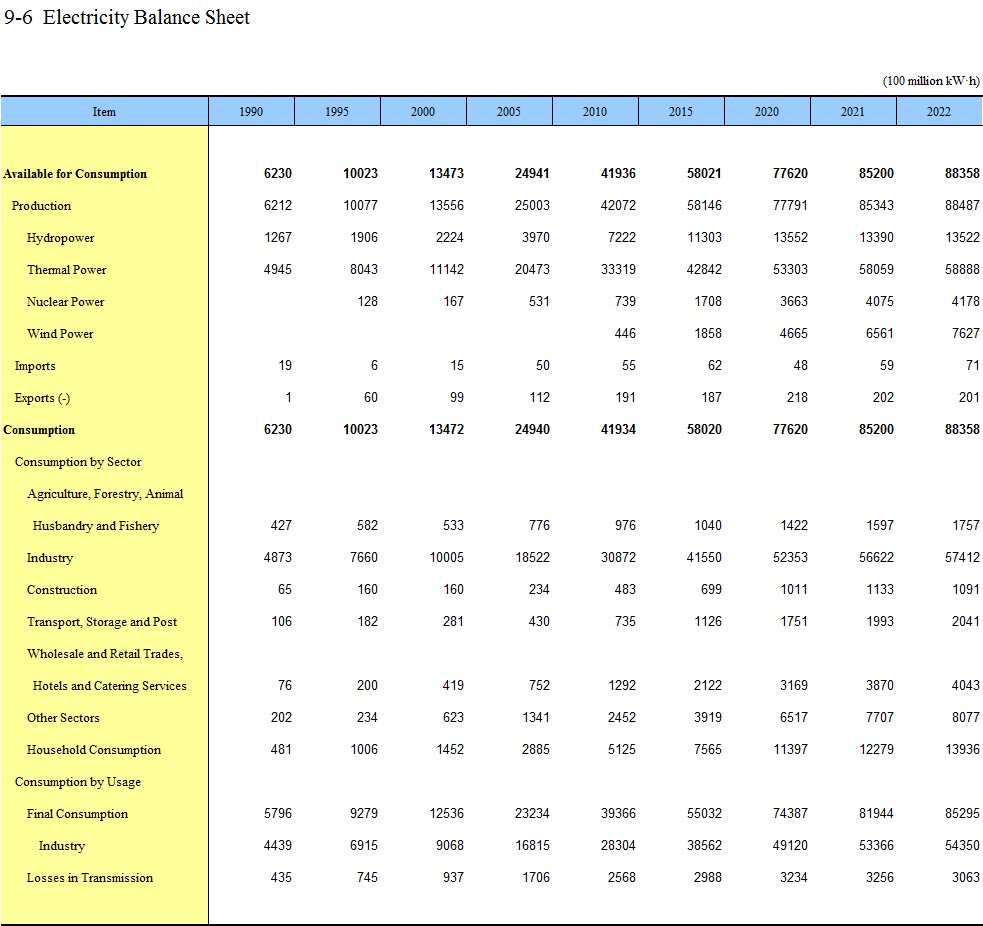 9-6 Electricity Balance Sheet
(100 million kW·h)
Item 1990 1995 2000 2005 2010 2015 2020 2021 2022
Available for Consumption 6230 10023 13473 24941 41936 58021 77620 85200 88358
Production 6212 10077 13556 25003 42072 58146 77791 85343 88487
Hydropower 1267 1906 2224 3970 7222 11303 13552 13390 13522
Thermal Power 4945 8043 11142 20473 33319 42842 53303 58059 58888
Nuclear Power 128 167 531 739 1708 3663 4075 4178
Wind Power 446 1858 4665 6561 7627
Imports 19 6 15 50 55 62 48 59 71
Exports (-) 1 60 99 112 191 187 218 202 201
Consumption 6230 10023 13472 24940 41934 58020 77620 85200 88358
Consumption by Sector
Agriculture, Forestry, Animal
Husbandry and Fishery 427 582 533 776 976 1040 1422 1597 1757
Industry 4873 7660 10005 18522 30872 41550 52353 56622 57412
Construction 65 160 160 234 483 699 1011 1133 1091
Transport, Storage and Post 106 182 281 430 735 1126 1751 1993 2041
Wholesale and Retail Trades,
Hotels and Catering Services 76 200 419 752 1292 2122 3169 3870 4043
Other Sectors 202 234 623 1341 2452 3919 6517 7707 8077
Household Consumption 481 1006 1452 2885 5125 7565 11397 12279 13936
Consumption by Usage
Final Consumption 5796 9279 12536 23234 39366 55032 74387 81944 85295
Industry 4439 6915 9068 16815 28304 38562 49120 53366 54350
Losses in Transmission 435 745 937 1706 2568 2988 3234 3256 3063